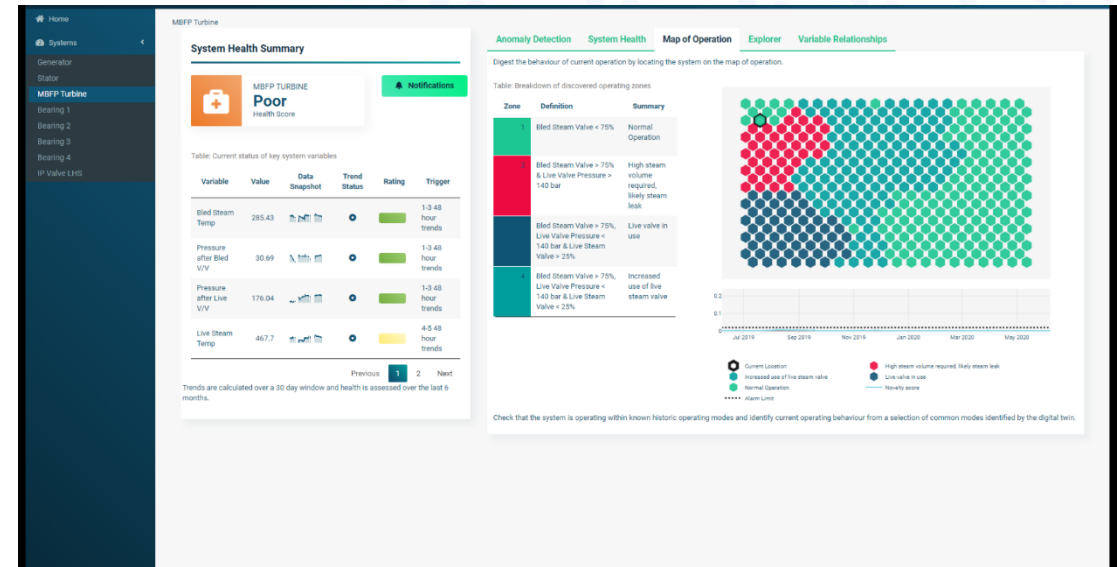 Home
Systems
Generator
Stator
MBFP Turbine
Bearing 1
Bearing 2
Bearing 3
Bearing 4
IP Valve LHS
MBFP Turbine
System Health Summary
MBFP TURBINE
Poor
Health Score
Notifications
Table: Current status of key system variables
Variable Value Data Snapshot Trend Status Rating Trigger
Bled Steam Temp 285.43 1-3 48 hour trends
Pressure after Bled V/V 30.69 1-3 48 hour trends
Pressure after Live V/V 176.04 1-3 48 hour trends
Live Steam Temp 467.7 4-5 48 hour trends
Previous 1 2 Next
Trends are calculated over a 30 day window and health is assessed over the last 6
months.
Anomaly Detection System Health Map of Operation Explorer Variable Relationships
Digest the behaviour of current operation by locating the system on the map of operation.
Table: Breakdown of discovered operating zones
Zone Definition Summary
1 Bled Steam Valve < 75% Normal Operation
Bled Steam Valve > 75% & Live Valve Pressure > 140 bar High steam volume required, likely steam leak
Bled Steam Valve > 75%, Live Valve Pressure < 140 bar & Live Steam Valve > 25% Live valve in use
4 Bled Steam Valve > 75%, Live Valve Pressure < 140 bar & Live Steam Valve < 25% Increased use of live steam valve
0.2
0.1
0
Jul 2019 Sep 2019 Nov 2019 Jan 2020 Mar 2020 May 2020
Current Location High steam volume required, likely steam leak
Increased use of live steam valve Live valve in use
Normal Operation Novelty score
Alarm Limit
Check that the system is operating within known historic operating modes and identify current operating behaviour from a selection of common modes identified by the digital twin.